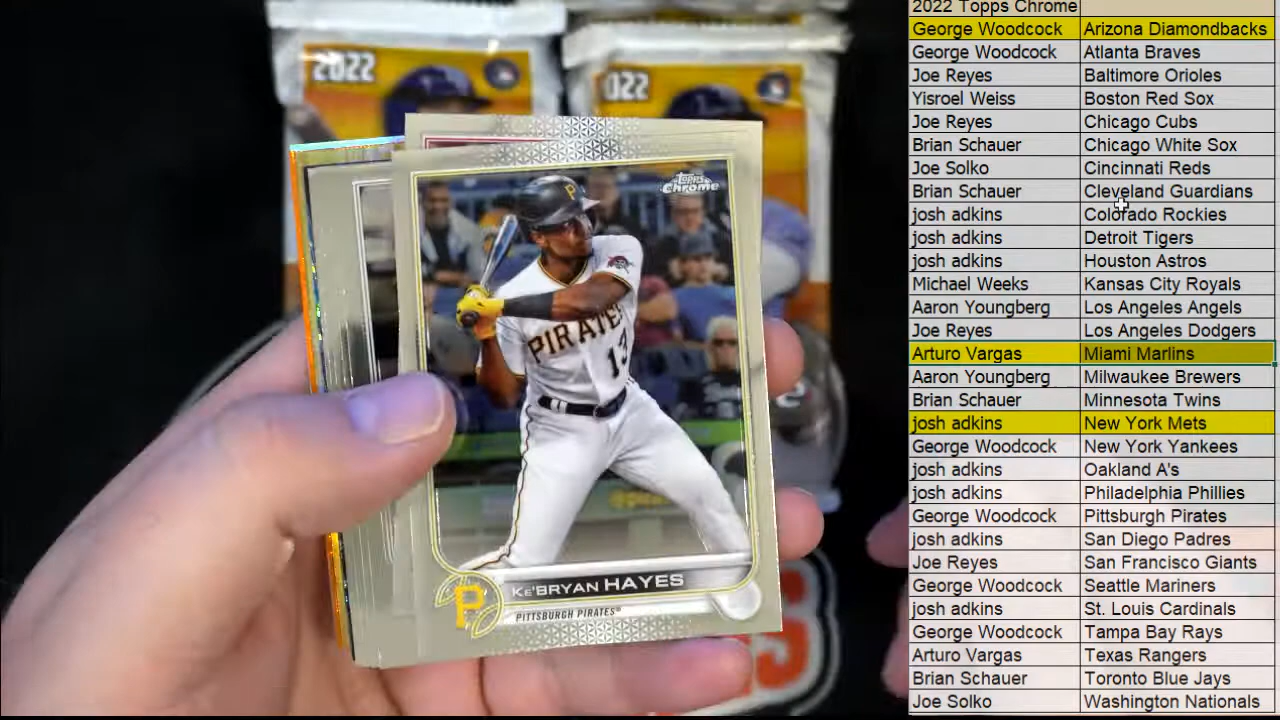 2022
022
Topps
Chrome
P
PIRATES
13
P
Ke'BRYAN HAYES
PITTSBURGH PIRATES®
2022 Topps Chrome
George Woodcock Arizona Diamondbacks
George Woodcock Atlanta Braves
Joe Reyes Baltimore Orioles
Yisroel Weiss Boston Red Sox
Joe Reyes Chicago Cubs
Brian Schauer Chicago White Sox
Joe Solko Cincinnati Reds
Brian Schauer Cleveland Guardians
josh adkins Colorado Rockies
josh adkins Detroit Tigers
josh adkins Houston Astros
Michael Weeks Kansas City Royals
Aaron Youngberg Los Angeles Angels
Joe Reyes Los Angeles Dodgers
Arturo Vargas Miami Marlins
Aaron Youngberg Milwaukee Brewers
Brian Schauer Minnesota Twins
josh adkins New York Mets
George Woodcock New York Yankees
josh adkins Oakland A's
josh adkins Philadelphia Phillies
George Woodcock Pittsburgh Pirates
josh adkins San Diego Padres
Joe Reyes San Francisco Giants
George Woodcock Seattle Mariners
josh adkins St. Louis Cardinals
George Woodcock Tampa Bay Rays
Arturo Vargas Texas Rangers
Brian Schauer Toronto Blue Jays
Joe Solko Washington Nationals